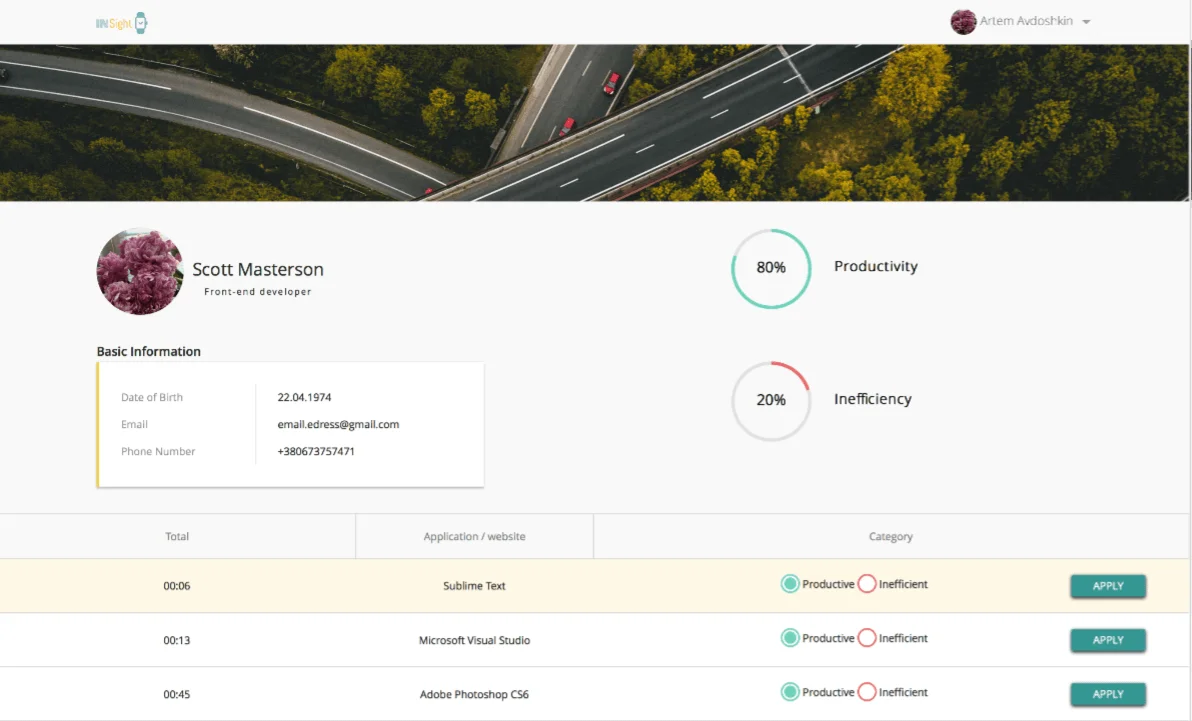 IINSight
Artem Avdoshkin
Scott Masterson
Front-end developer
80%
Productivity
Basic Information
Date of Birth
22.04.1974
Email
email.edress@gmail.com
Phone Number
+380673757471
20%
Inefficiency
Total
Application / website
Category
00:06
Sublime Text
Productive
Inefficient
APPLY
00:13
Microsoft Visual Studio
Productive
Inefficient
APPLY
00:45
Adobe Photoshop CS6
Productive
Inefficient
APPLY